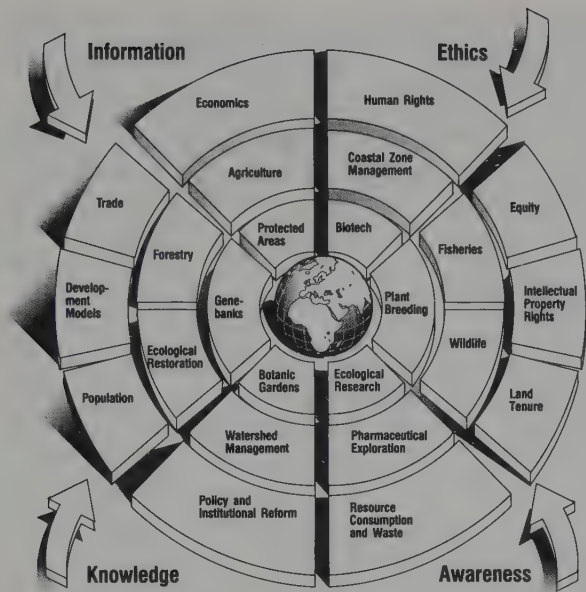 Information
Ethics
Economics
Human Rights
Agriculture
Coastal Zone
Management
Trade
Equity
Protected
Areas
Biotech
Forestry
Fisheries
Develop-
ment
Models
Gene-
banks
Plant
Breeding
Intellectual
Property
Rights
Ecological
Restoration
Wildlife
Population
Botanic
Gardens
Ecological
Research
Land
Tenure
Watershed
Management
Pharmaceutical
Exploration
Policy and
Institutional Reform
Resource
Consumption
and Waste
Knowledge
Awareness